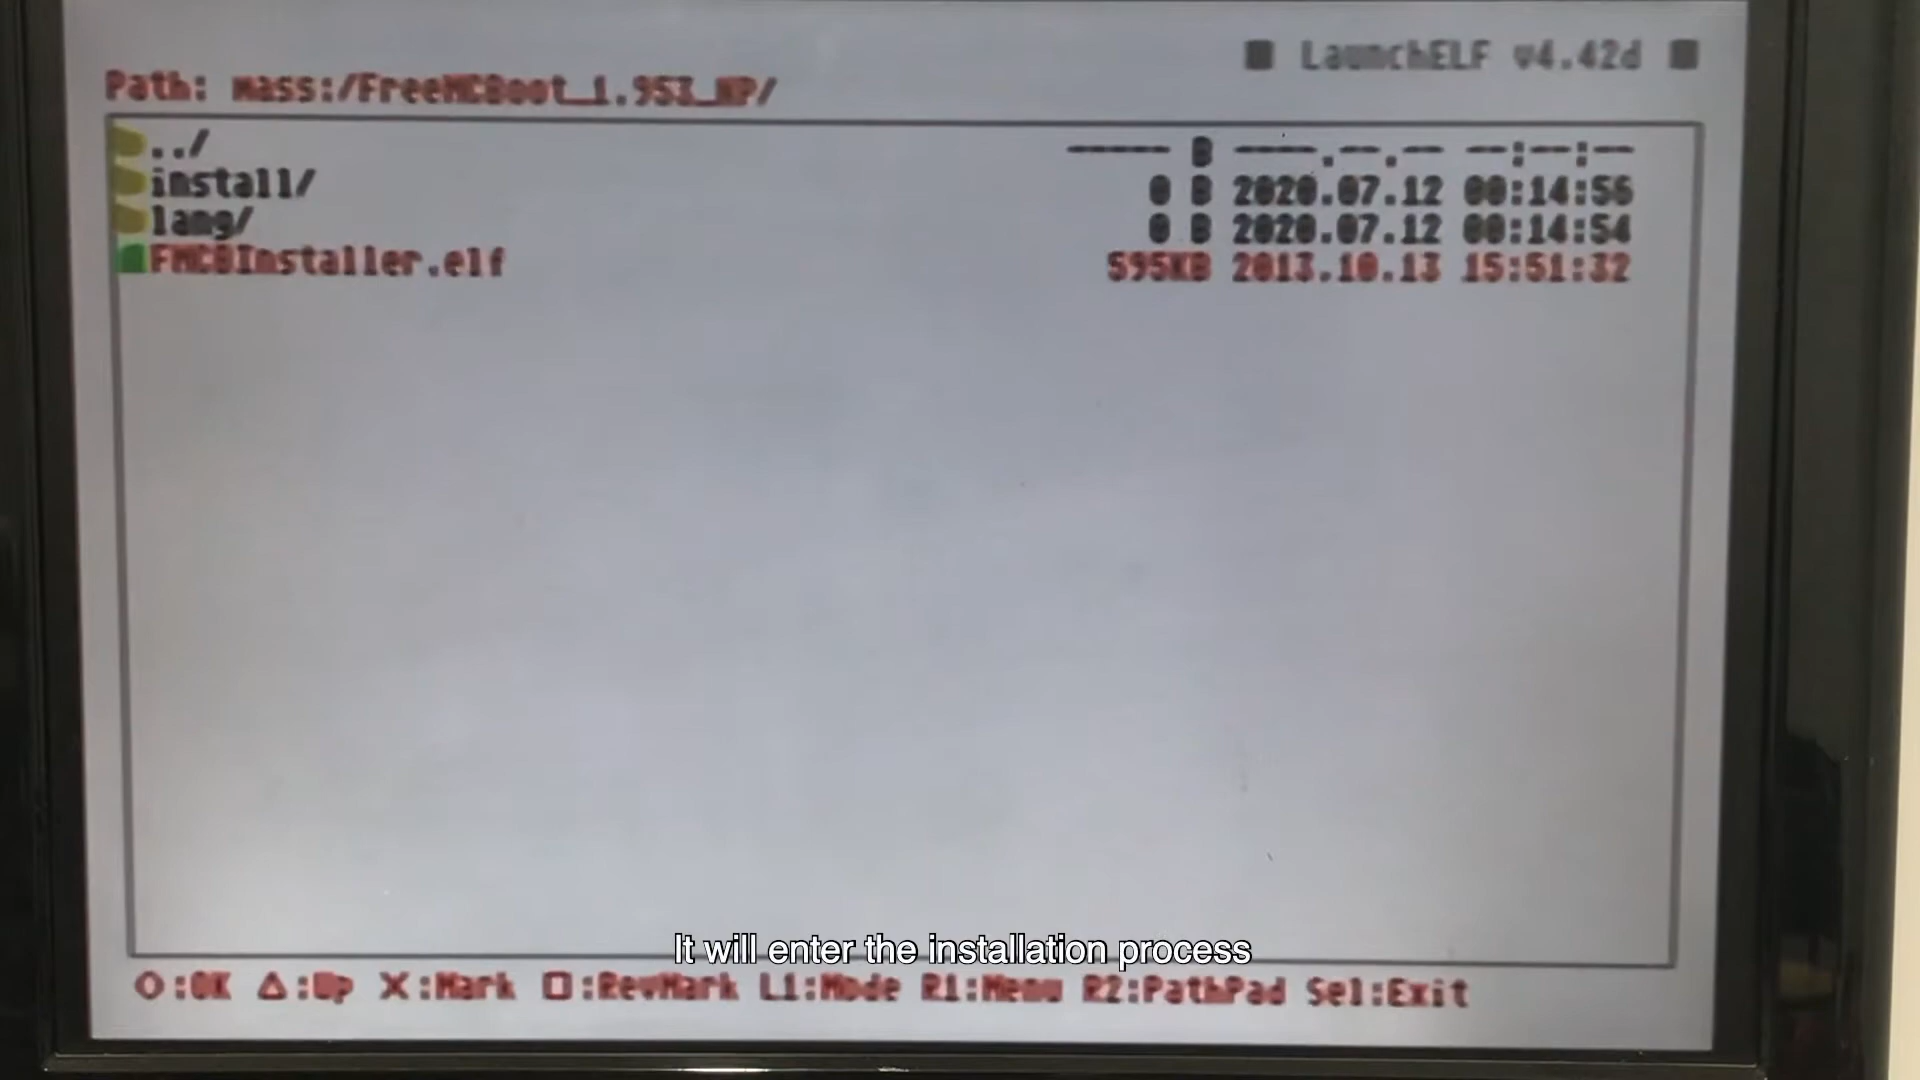 LaunchELF v4.42d
Path: mass:/FreeMCBoot_1.953_NP/
../ ----- B ----.--.-- --:--:--
install/ 0 B 2020.07.12 00:14:56
lang/ 0 B 2020.07.12 00:14:54
FMCBInstaller.elf 595KB 2013.10.13 15:51:32
It will enter the installation process
O:OK △:Up X:Mark □:RevMark L1:Mode R1:Menu R2:PathPad Sel:Exit